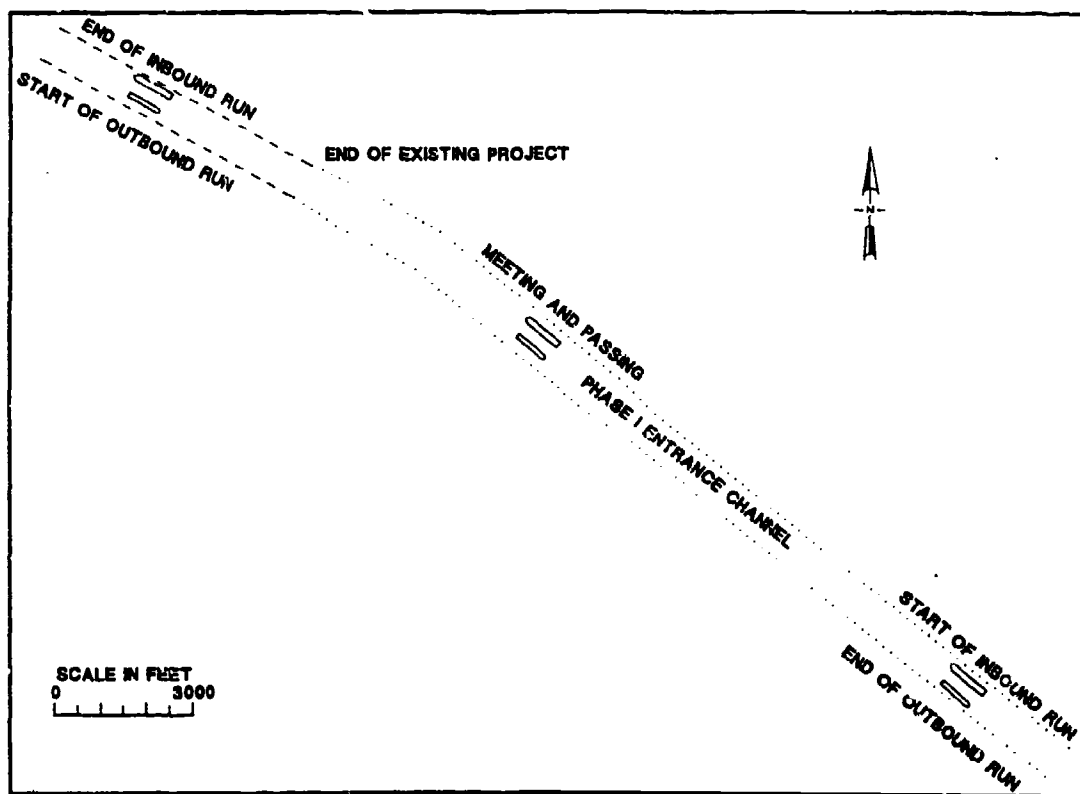 END OF INBOUND RUN
START OF OUTBOUND RUN
END OF EXISTING PROJECT
N
MEETING AND PASSING
PHASE I ENTRANCE CHANNEL
START OF INBOUND RUN
END OF OUTBOUND RUN
SCALE IN FEET
0 3000